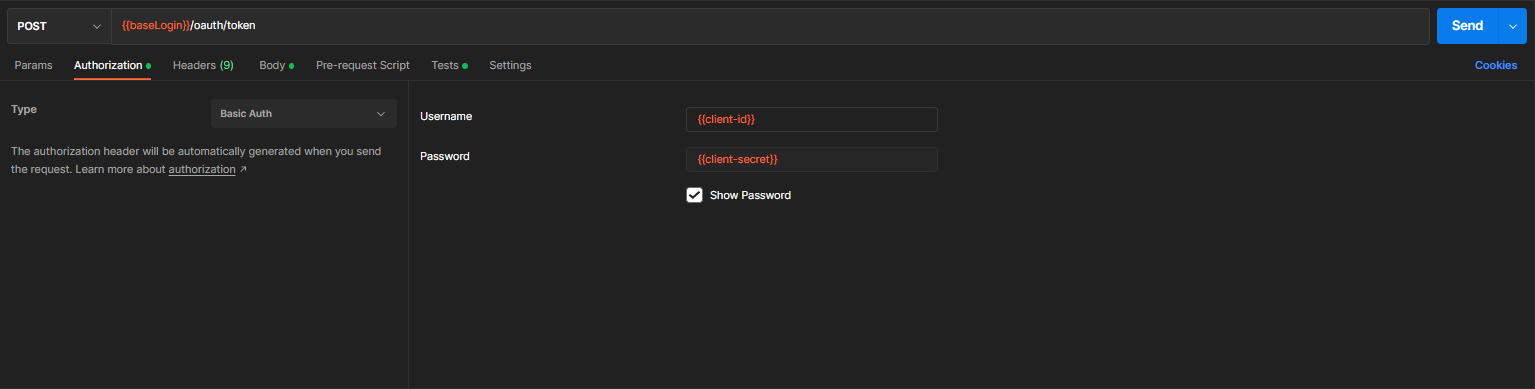 POST
{{baseLogin}}/oauth/token
Send
Params
Authorization
Headers (9)
Body
Pre-request Script
Tests
Settings
Cookies
Type
Basic Auth
The authorization header will be automatically generated when you send
the request. Learn more about authorization ↗
Username
{{client-id}}
Password
{{client-secret}}
Show Password